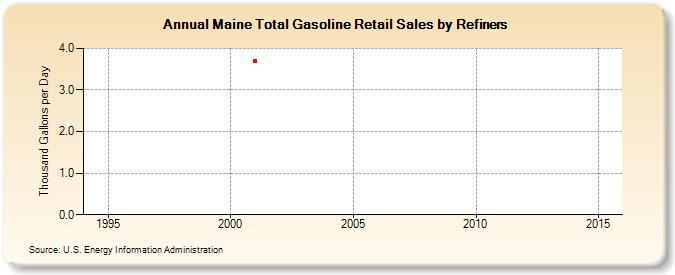 Annual Maine Total Gasoline Retail Sales by Refiners
Thousand Gallons per Day
4.0
3.0
2.0
1.0
0.0
1995 2000 2005 2010 2015
Source: U.S. Energy Information Administration